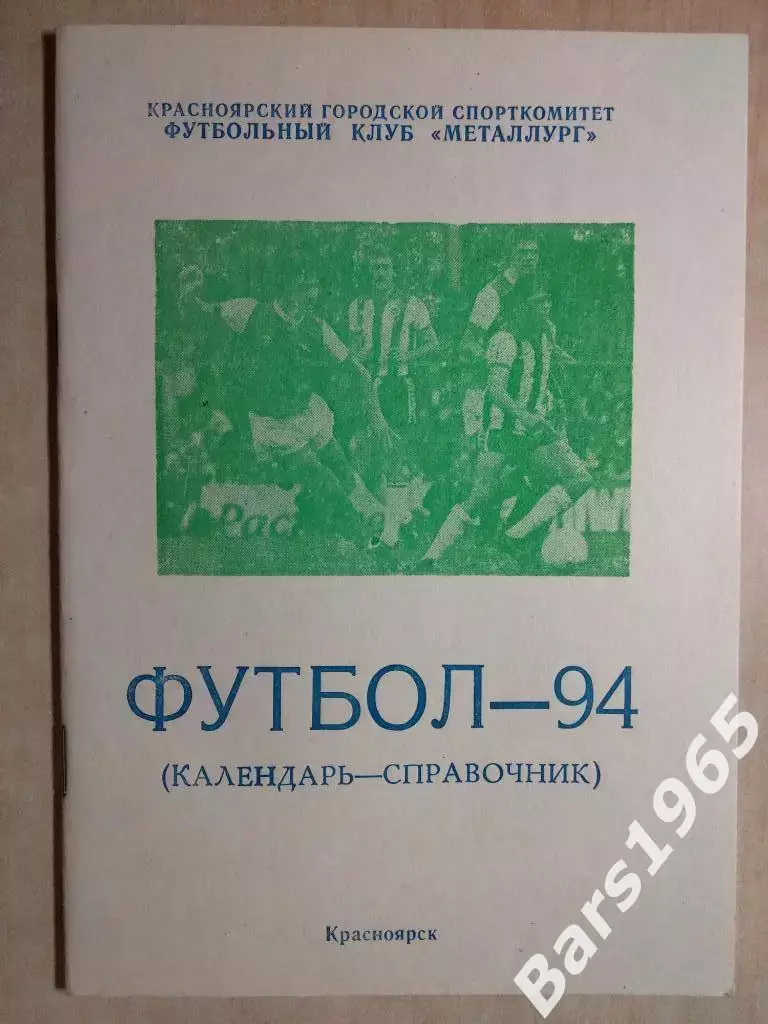 КРАСНОЯРСКИЙ ГОРОДСКОЙ СПОРТКОМИТЕТ
ФУТБОЛЬНЫЙ КЛУБ «МЕТАЛЛУРГ»
ФУТБОЛ—94
(КАЛЕНДАРЬ—СПРАВОЧНИК)
Красноярск
Bars1965